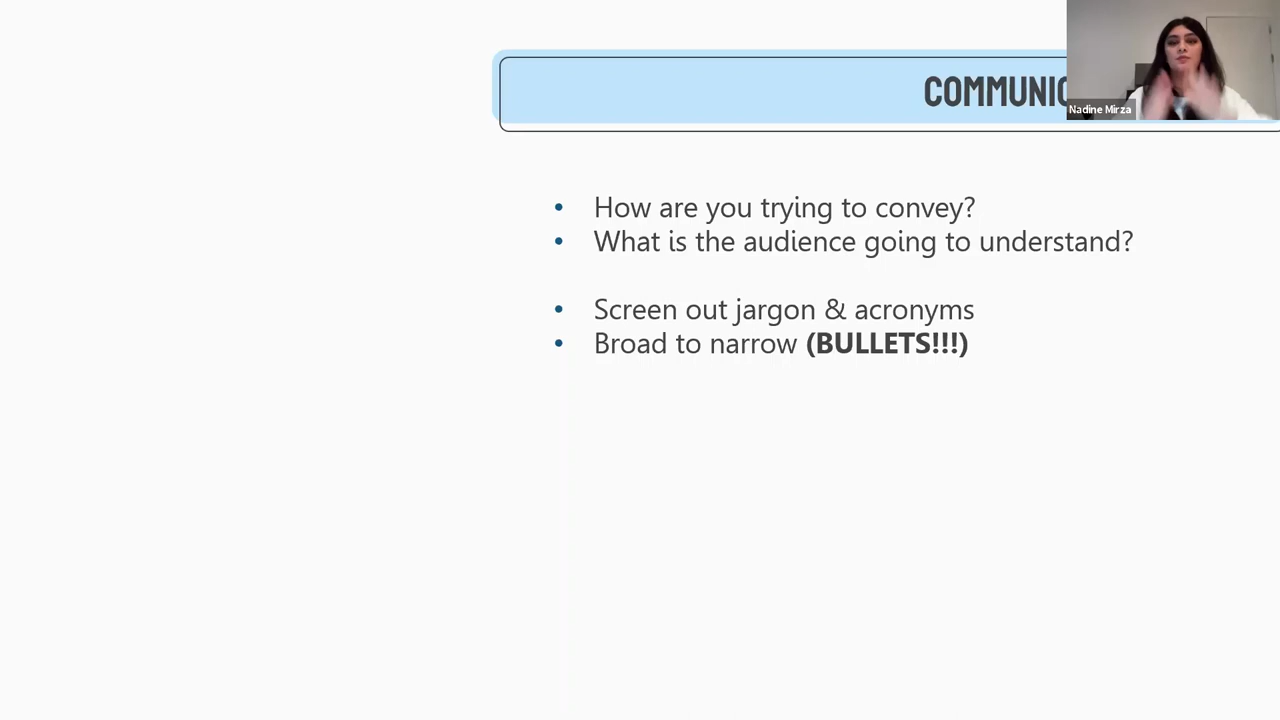 Nadine Mirza
How are you trying to convey?
What is the audience going to understand?
Screen out jargon & acronyms
Broad to narrow (BULLETS!!!)